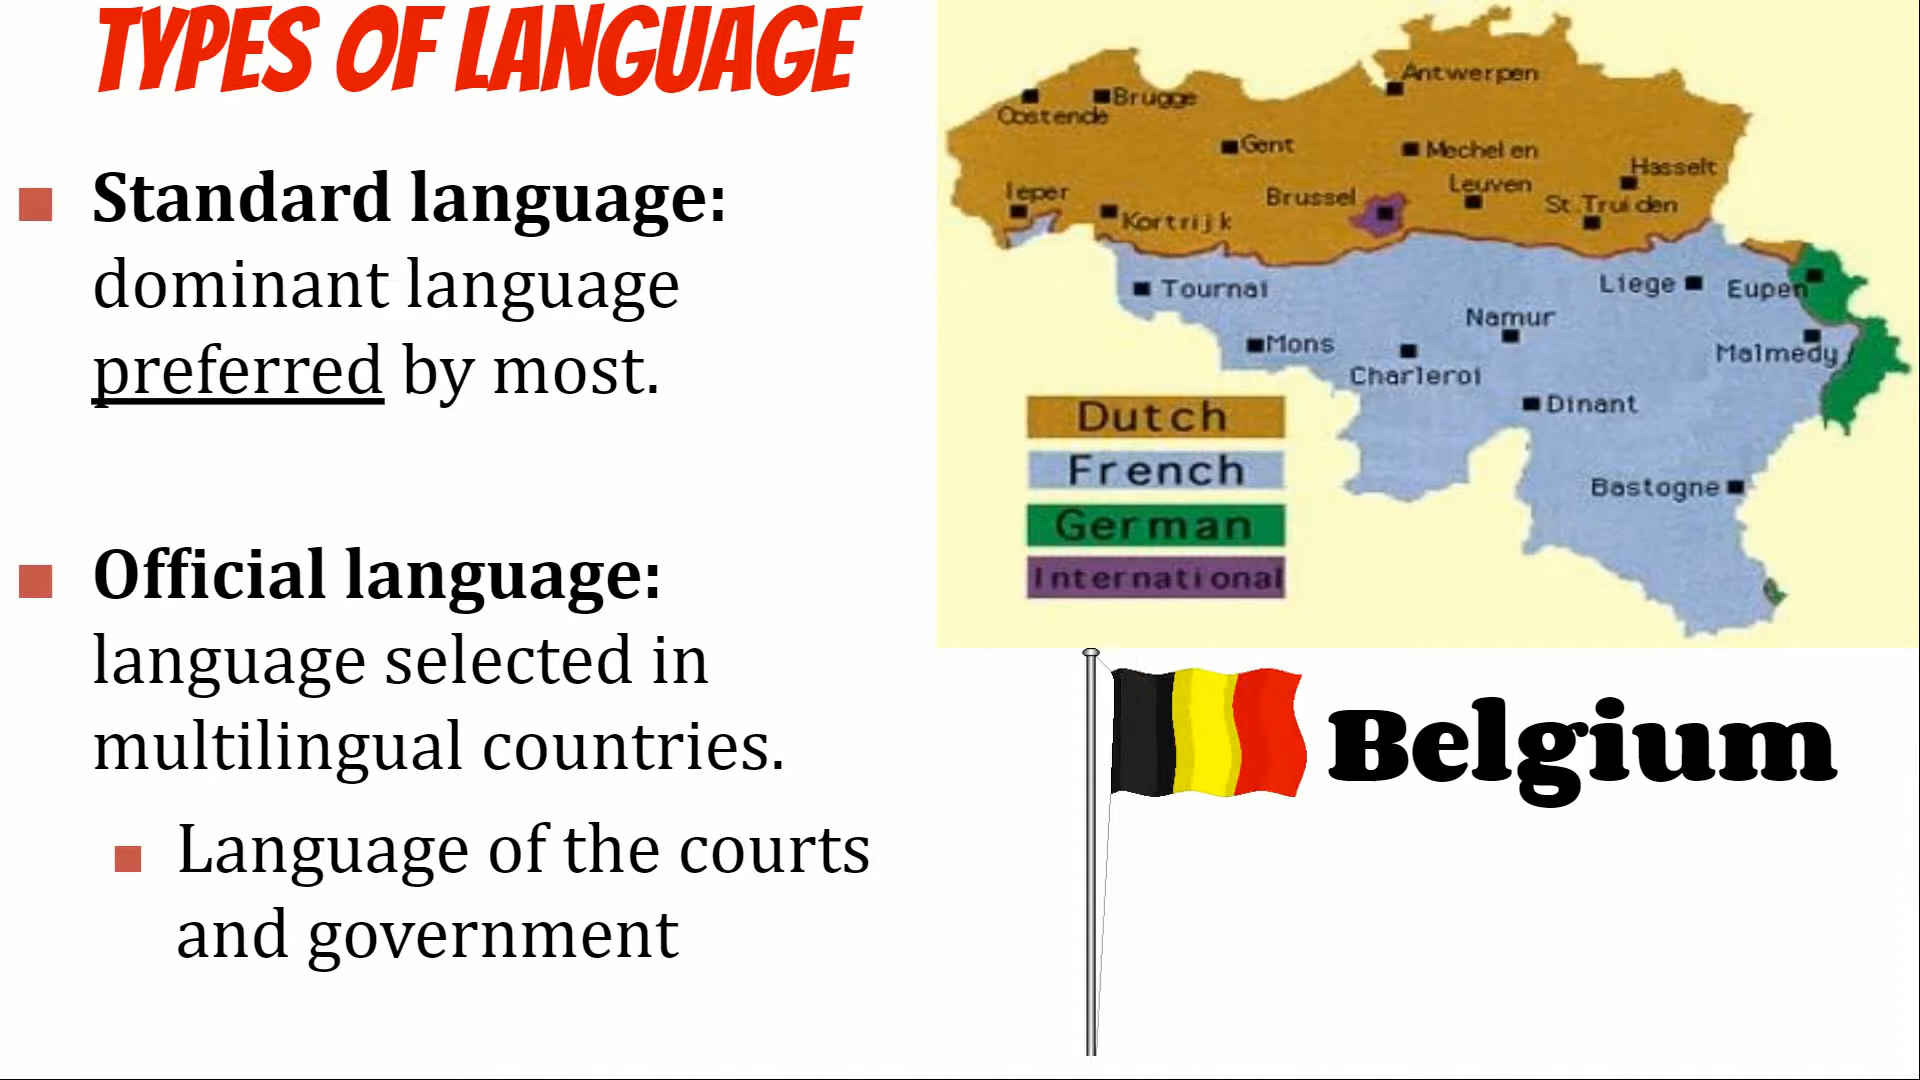 TYPES OF LANGUAGE
Standard language:
dominant language
preferred by most.
Official language:
language selected in
multilingual countries.
Language of the courts
and government
Antwerpen
Brugge
Oostende
Gent
Mechelen
Hasselt
Leuven
Ieper
Brussel
St.Truiden
Kortrijk
Tournai
Liege
Eupen
Namur
Mons
Malmedy
Charleroi
Dinant
Bastogne
Dutch
French
German
International
Belgium